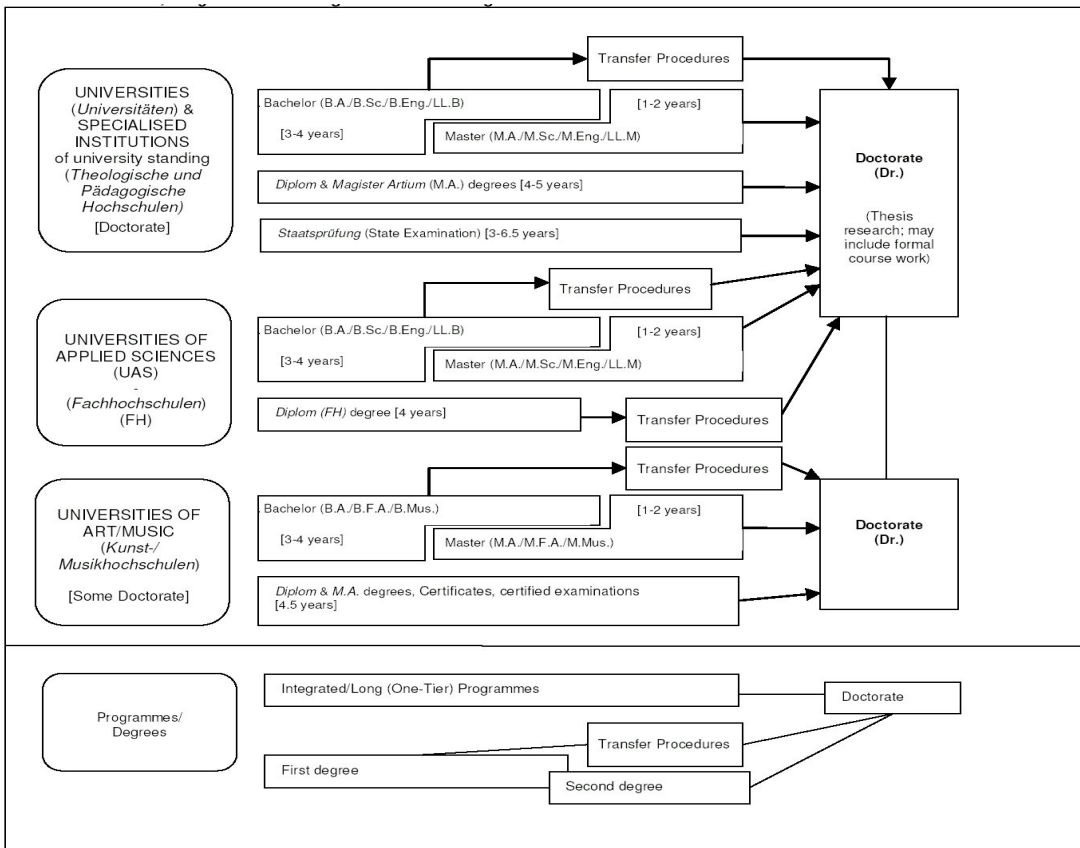 Transfer Procedures
UNIVERSITIES
(Universitäten) &
SPECIALISED
INSTITUTIONS
of university standing
(Theologische und
Pädagogische
Hochschulen)
[Doctorate]
Bachelor (B.A./B.Sc./B.Eng./LL.B)
[1-2 years]
[3-4 years]
Master (M.A./M.Sc./M.Eng./LL.M)
Diplom & Magister Artium (M.A.) degrees [4-5 years]
Staatsprüfung (State Examination) [3-6.5 years]
Doctorate
(Dr.)
(Thesis
research; may
include formal
course work)
Transfer Procedures
UNIVERSITIES OF
APPLIED SCIENCES
(UAS)
-
(Fachhochschulen)
(FH)
Bachelor (B.A./B.Sc./B.Eng./LL.B)
[1-2 years]
[3-4 years]
Master (M.A./M.Sc./M.Eng./LL.M)
Diplom (FH) degree [4 years]
Transfer Procedures
Transfer Procedures
UNIVERSITIES OF
ART/MUSIC
(Kunst-/
Musikhochschulen)
[Some Doctorate]
Bachelor (B.A./B.F.A./B.Mus.)
[1-2 years]
[3-4 years]
Master (M.A./M.F.A./M.Mus.)
Diplom & M.A. degrees, Certificates, certified examinations
[4.5 years]
Doctorate
(Dr.)
Programmes/
Degrees
Integrated/Long (One-Tier) Programmes
Doctorate
Transfer Procedures
First degree
Second degree